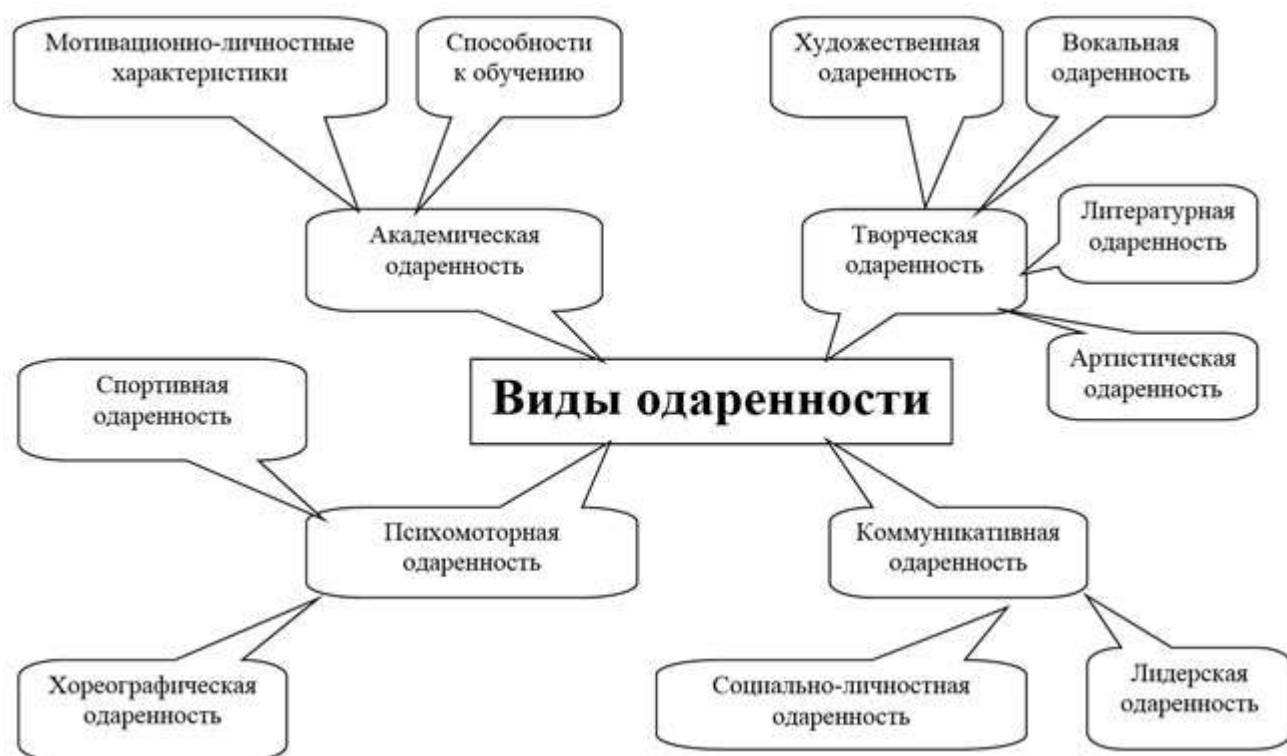 Мотивационно-личностные
характеристики
Способности
к обучению
Художественная
одаренность
Вокальная
одаренность
Академическая
одаренность
Творческая
одаренность
Литературная
одаренность
Артистическая
одаренность
Виды одаренности
Спортивная
одаренность
Психомоторная
одаренность
Коммуникативная
одаренность
Хореографическая
одаренность
Социально-личностная
одаренность
Лидерская
одаренность